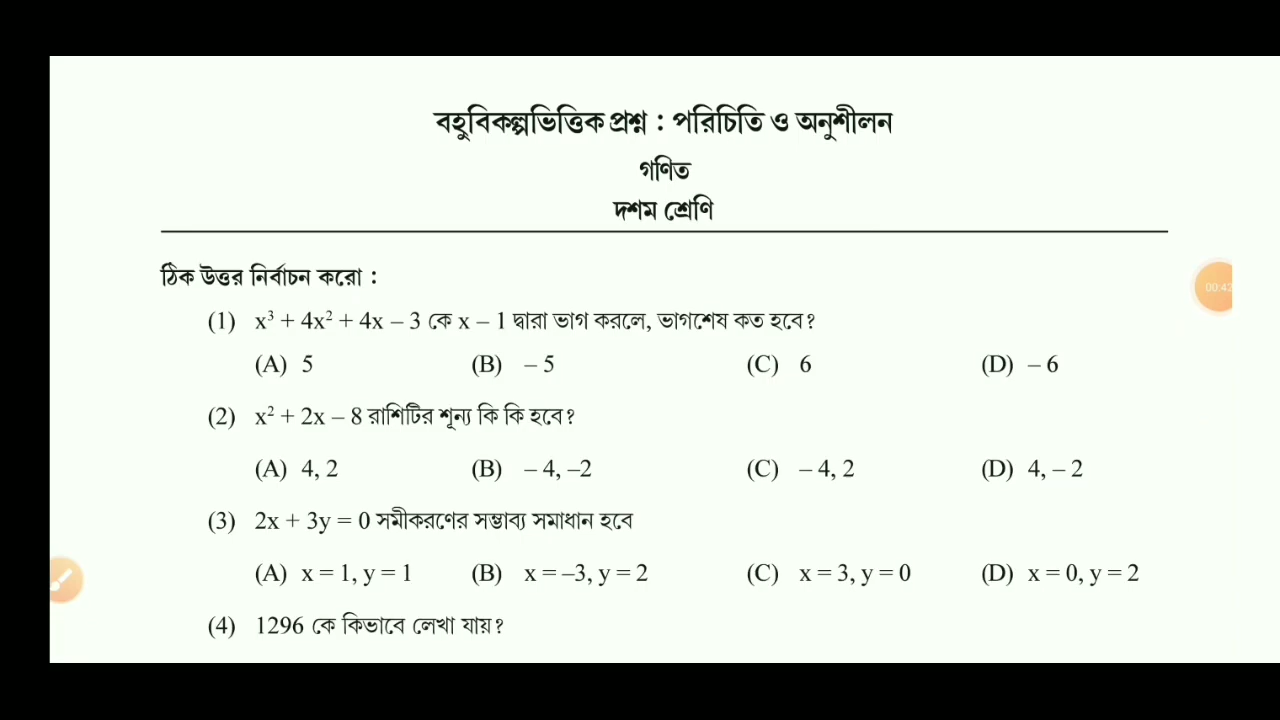 বহুবিকল্পভিত্তিক প্রশ্ন : পরিচিতি ও অনুশীলন
গণিত
দশম শ্রেণি
ঠিক উত্তর নির্বাচন করো :
(1) x³ + 4x² + 4x – 3 কে x – 1 দ্বারা ভাগ করলে, ভাগশেষ কত হবে?
(A) 5 (B) – 5 (C) 6 (D) – 6
(2) x² + 2x – 8 রাশিটির শূন্য কি কি হবে?
(A) 4, 2 (B) – 4, –2 (C) – 4, 2 (D) 4, – 2
(3) 2x + 3y = 0 সমীকরণের সম্ভাব্য সমাধান হবে
(A) x = 1, y = 1 (B) x = –3, y = 2 (C) x = 3, y = 0 (D) x = 0, y = 2
(4) 1296 কে কিভাবে লেখা যায়?
00:42